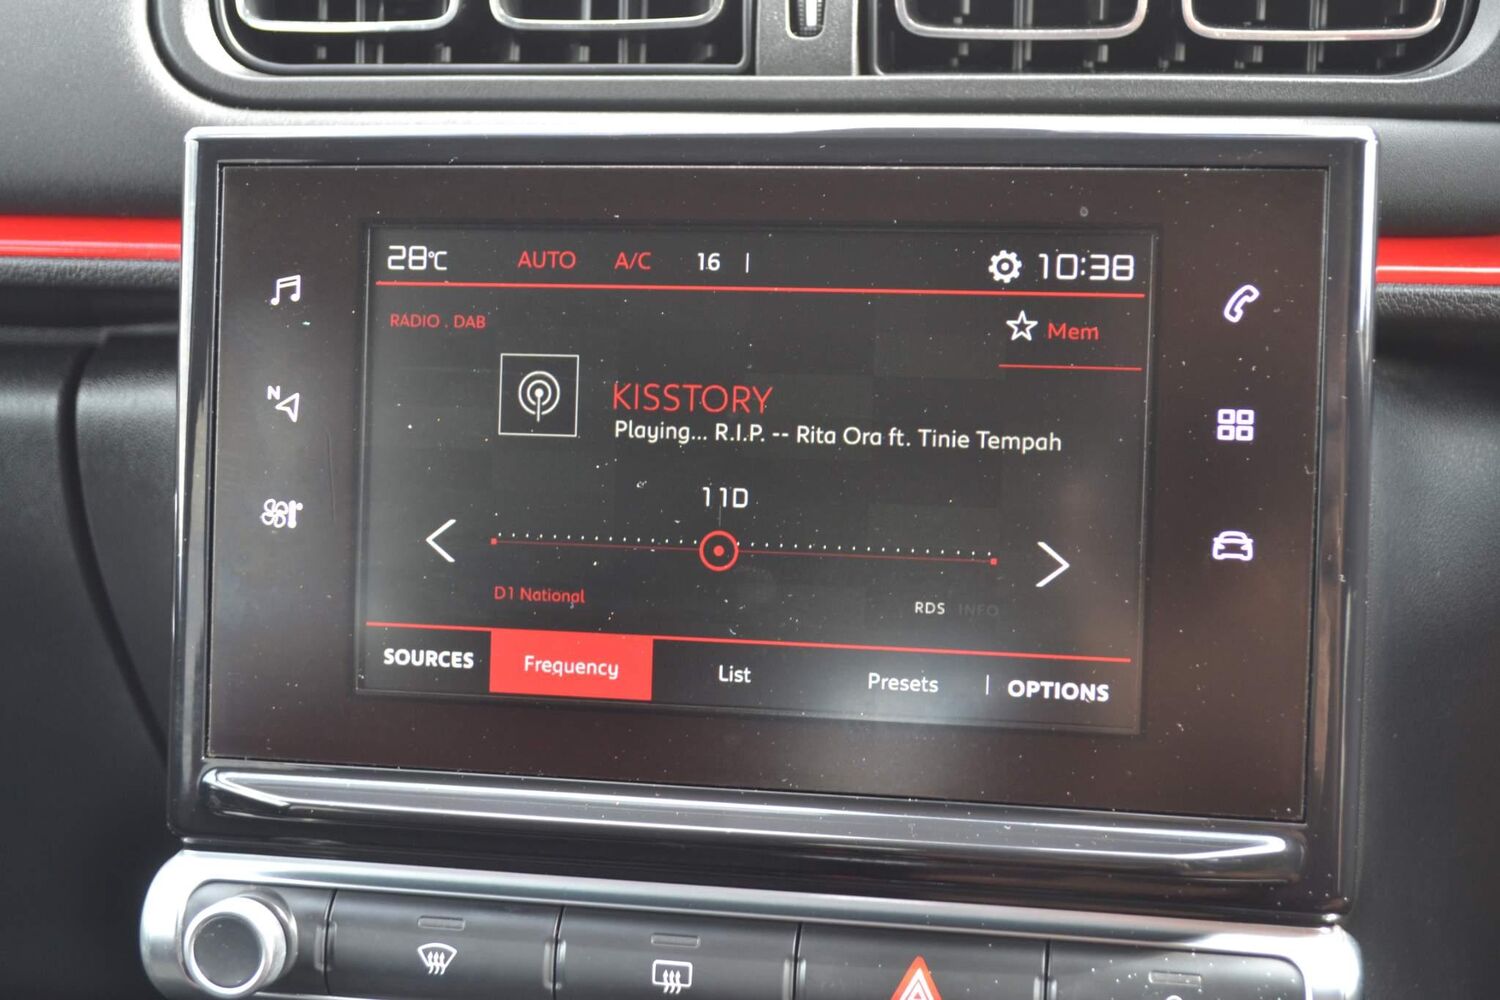 28°C AUTO A/C 16 | 10:38
RADIO . DAB
Mem
KISSTORY
Playing... R.I.P. -- Rita Ora ft. Tinie Tempah
11D
D1 National
RDS INFO
SOURCES Frequency List Presets | OPTIONS
N